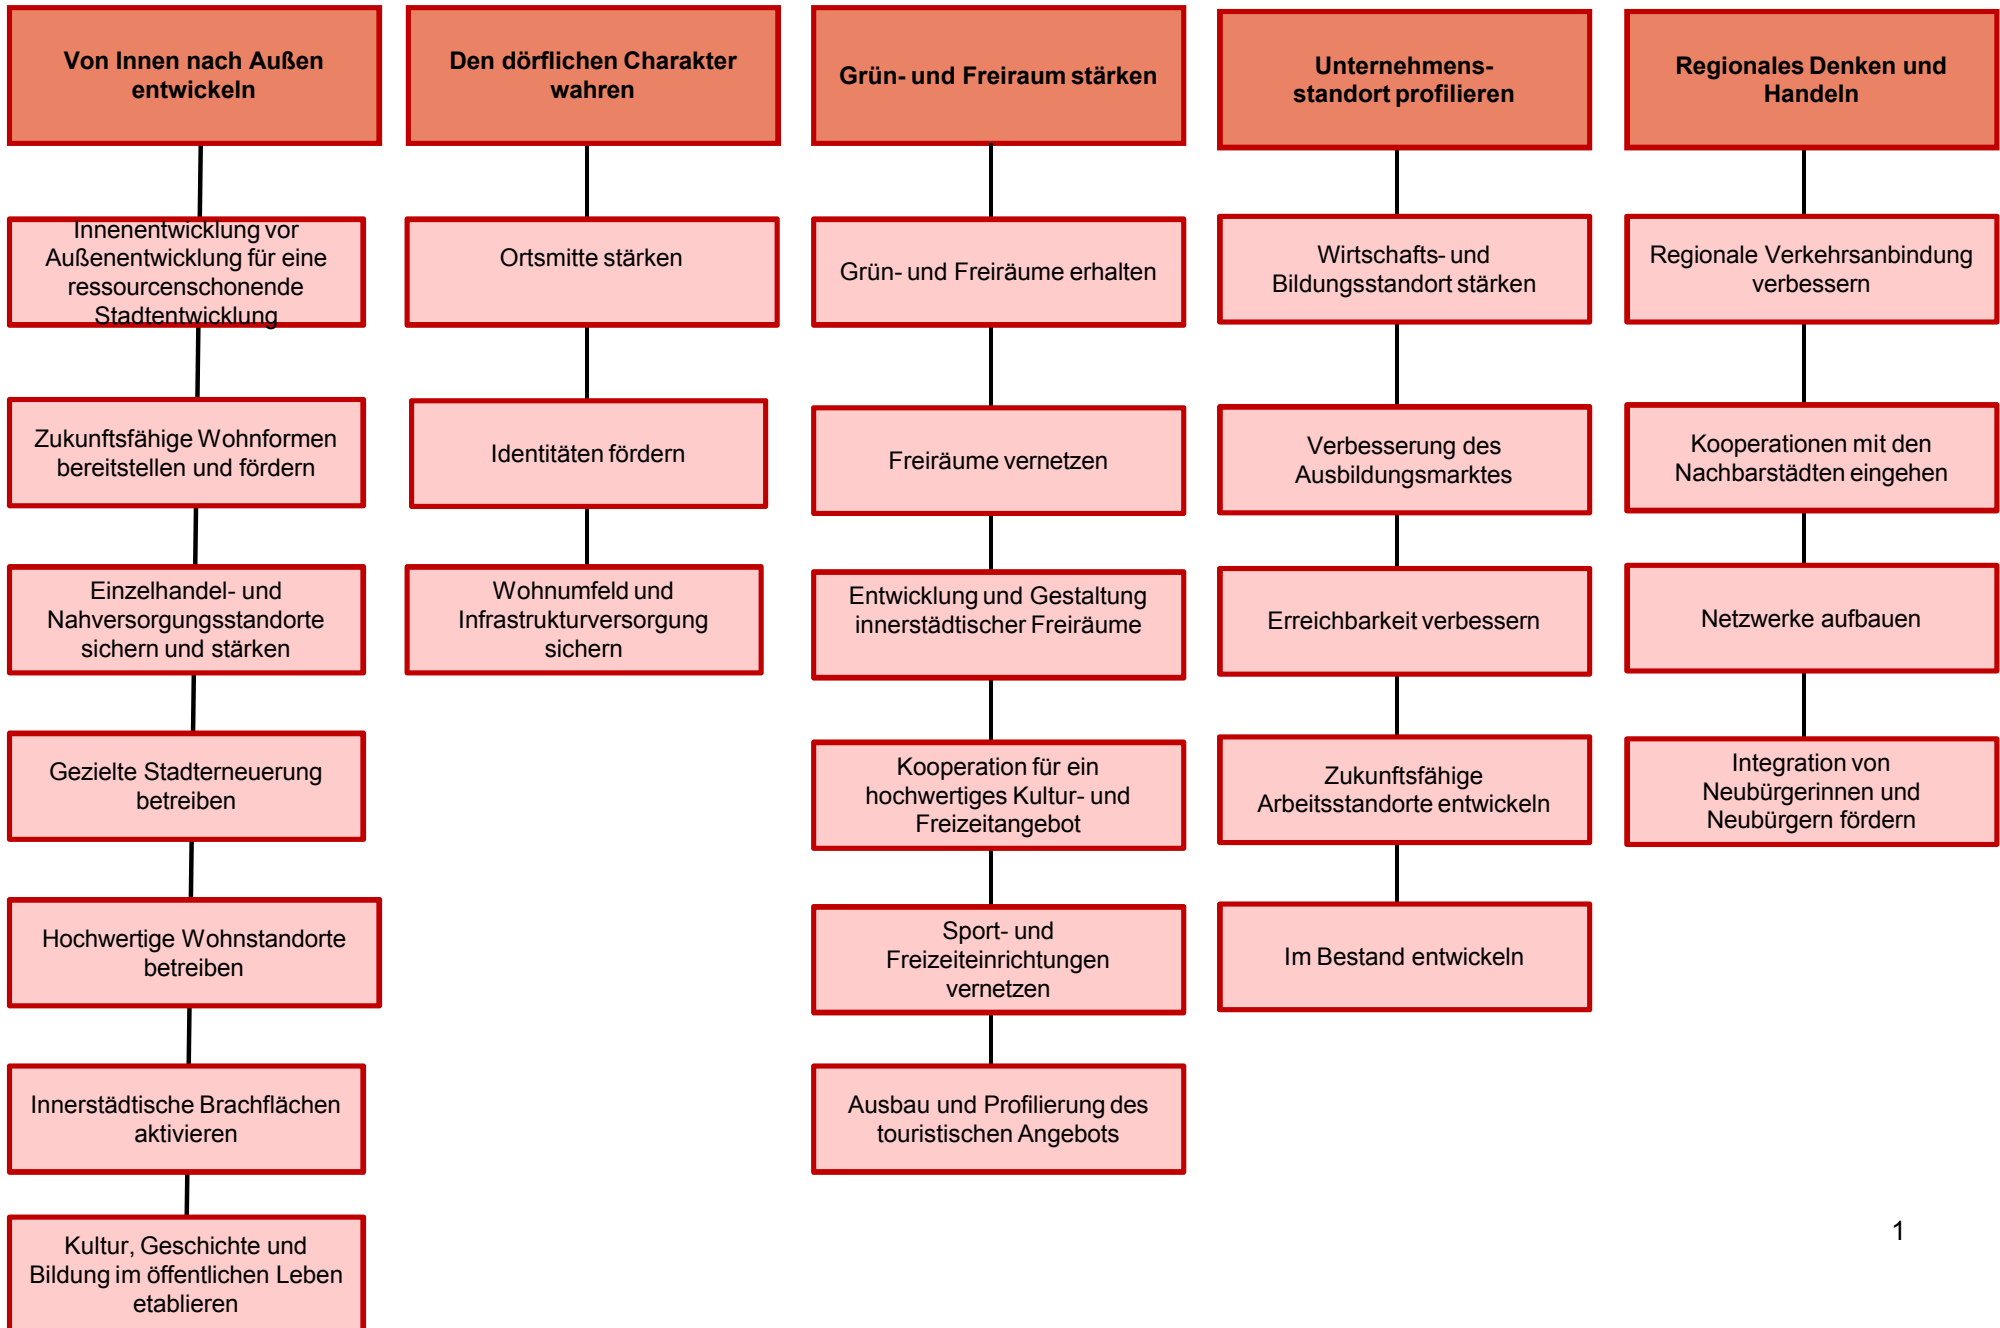 Von Innen nach Außen
entwickeln
Innenentwicklung vor
Außenentwicklung für eine
ressourcenschonende
Stadtentwicklung
Zukunftsfähige Wohnformen
bereitstellen und fördern
Einzelhandel- und
Nahversorgungsstandorte
sichern und stärken
Gezielte Stadterneuerung
betreiben
Hochwertige Wohnstandorte
betreiben
Innerstädtische Brachflächen
aktivieren
Kultur, Geschichte und
Bildung im öffentlichen Leben
etablieren
Den dörflichen Charakter
wahren
Ortsmitte stärken
Identitäten fördern
Wohnumfeld und
Infrastrukturversorgung
sichern
Grün- und Freiraum stärken
Grün- und Freiräume erhalten
Freiräume vernetzen
Entwicklung und Gestaltung
innerstädtischer Freiräume
Kooperation für ein
hochwertiges Kultur- und
Freizeitangebot
Sport- und
Freizeiteinrichtungen
vernetzen
Ausbau und Profilierung des
touristischen Angebots
Unternehmens-
standort profilieren
Wirtschafts- und
Bildungsstandort stärken
Verbesserung des
Ausbildungsmarktes
Erreichbarkeit verbessern
Zukunftsfähige
Arbeitsstandorte entwickeln
Im Bestand entwickeln
Regionales Denken und
Handeln
Regionale Verkehrsanbindung
verbessern
Kooperationen mit den
Nachbarstädten eingehen
Netzwerke aufbauen
Integration von
Neubürgerinnen und
Neubürgern fördern
1